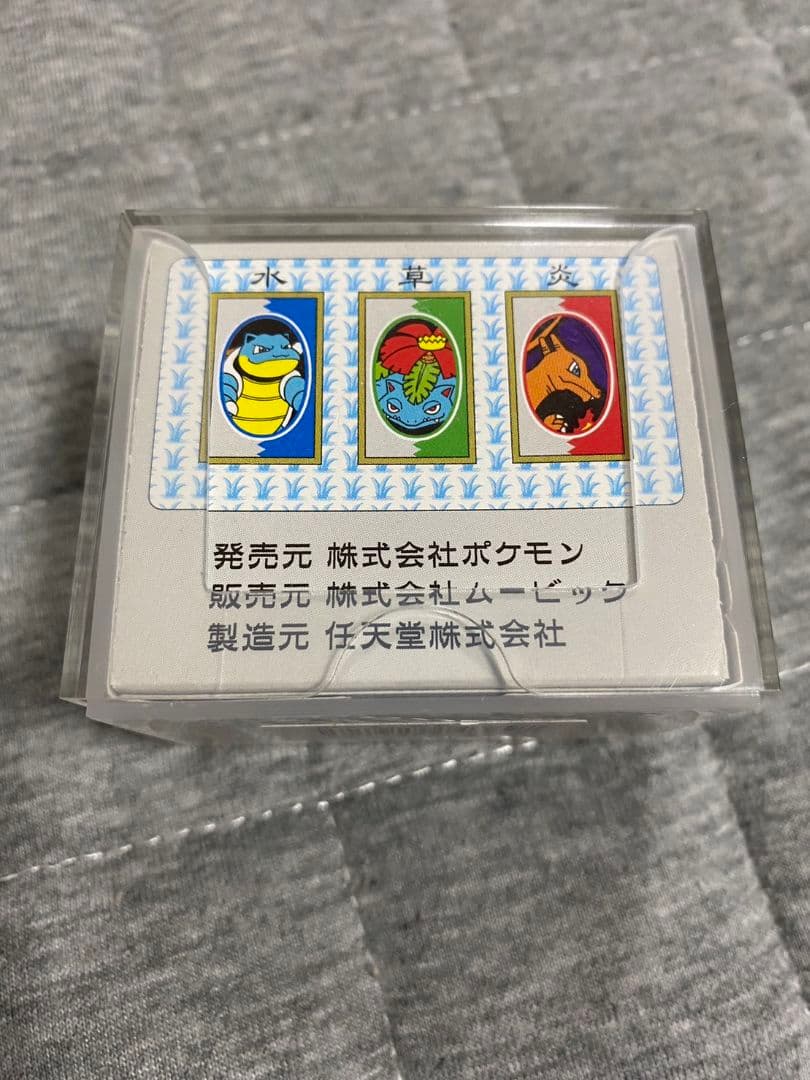 水 草 炎
発売元 株式会社ポケモン
販売元 株式会社ムービック
製造元 任天堂株式会社